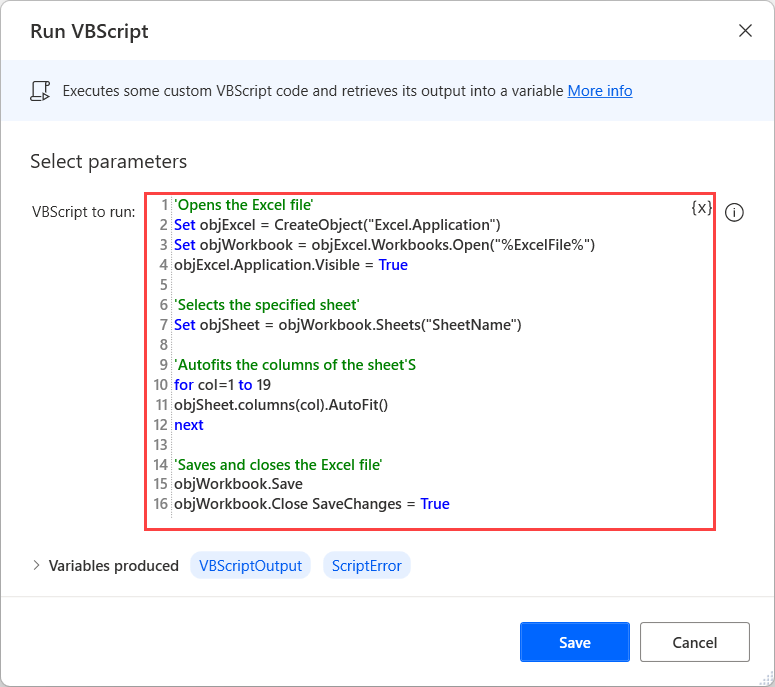 Run VBScript
Executes some custom VBScript code and retrieves its output into a variable More info
Select parameters
VBScript to run:
{x}
1 'Opens the Excel file'
2 Set objExcel = CreateObject("Excel.Application")
3 Set objWorkbook = objExcel.Workbooks.Open("%ExcelFile%")
4 objExcel.Application.Visible = True
5
6 'Selects the specified sheet'
7 Set objSheet = objWorkbook.Sheets("SheetName")
8
9 'Autofits the columns of the sheet'S
10 for col=1 to 19
11 objSheet.columns(col).AutoFit()
12 next
13
14 'Saves and closes the Excel file'
15 objWorkbook.Save
16 objWorkbook.Close SaveChanges = True
Variables produced VBScriptOutput ScriptError
Save Cancel